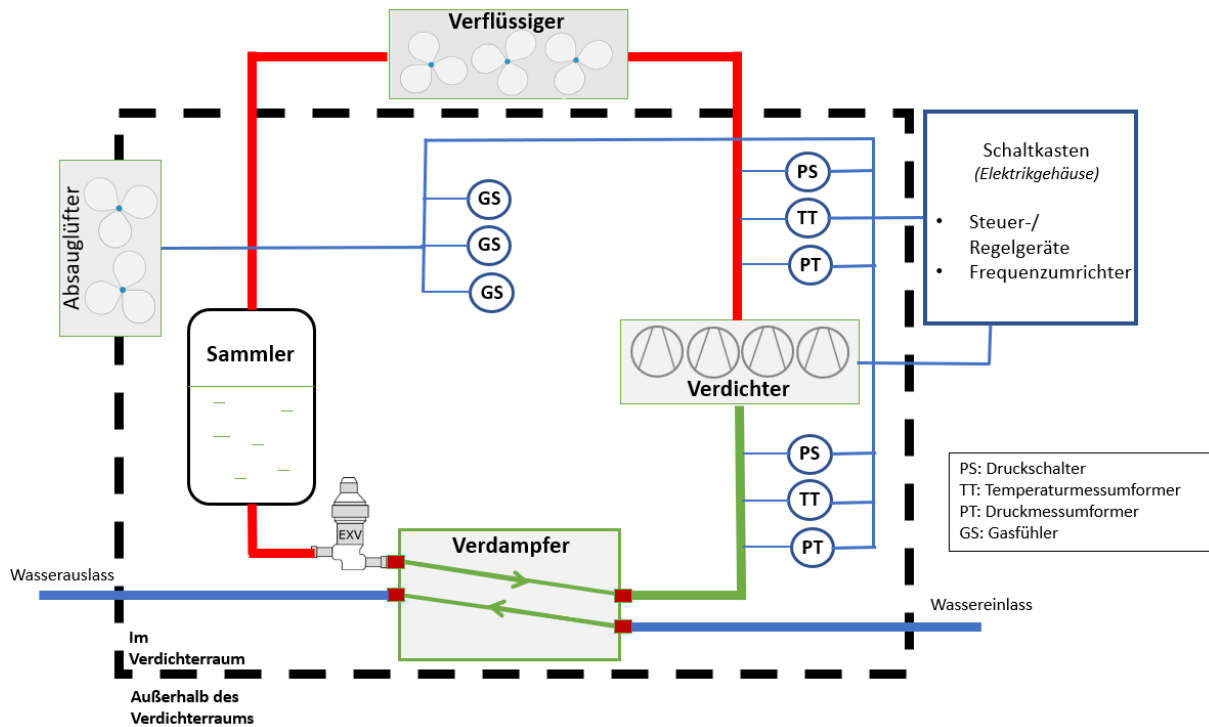 Verflüssiger
Absauglüfter
GS
GS
GS
PS
TT
PT
Schaltkasten
(Elektrikgehäuse)
• Steuer-/
Regelgeräte
• Frequenzumrichter
Sammler
Verdichter
PS
TT
PT
PS: Druckschalter
TT: Temperaturmessumformer
PT: Druckmessumformer
GS: Gasfühler
EXV
Verdampfer
Wasserauslass
Wassereinlass
Im
Verdichterraum
Außerhalb des
Verdichterraums